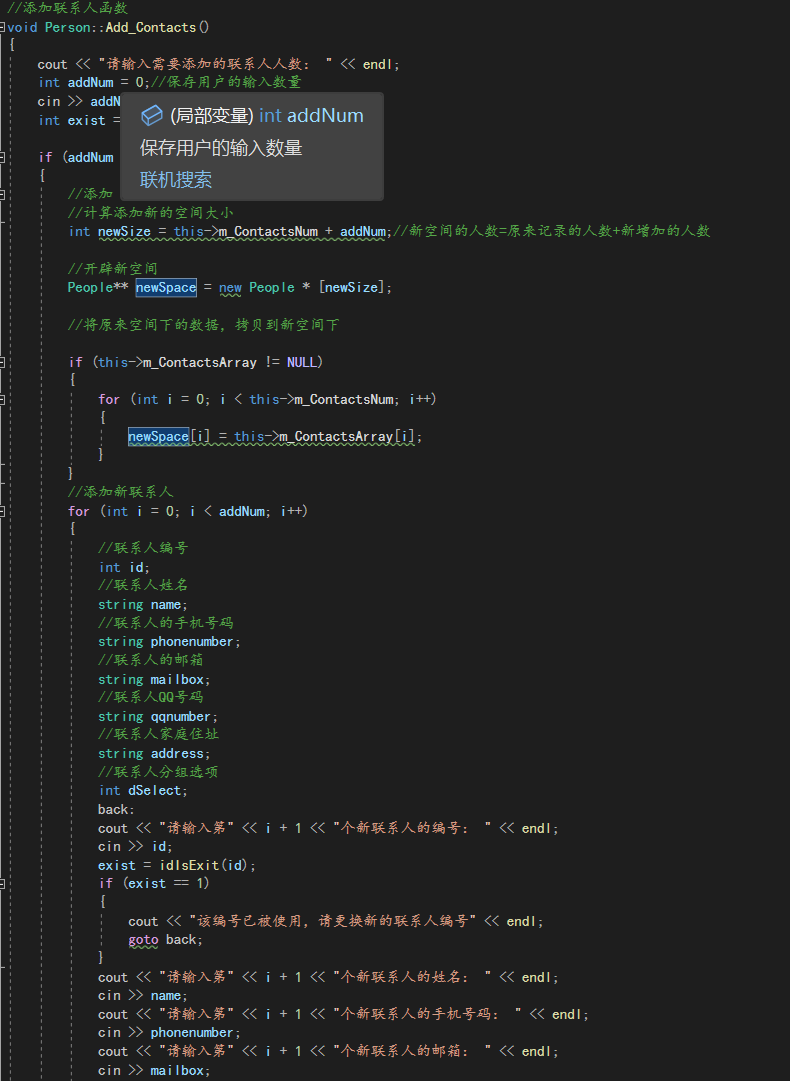 //添加联系人函数
void Person::Add_Contacts()
{
cout << "请输入需要添加的联系人人数： " << endl;
int addNum = 0;//保存用户的输入数量
cin >> addN
int exist =
(局部变量) int addNum
保存用户的输入数量
联机搜索
if (addNum
{
//添加
//计算添加新的空间大小
int newSize = this->m_ContactsNum + addNum;//新空间的人数=原来记录的人数+新增加的人数
//开辟新空间
People** newSpace = new People * [newSize];
//将原来空间下的数据，拷贝到新空间下
if (this->m_ContactsArray != NULL)
{
for (int i = 0; i < this->m_ContactsNum; i++)
{
newSpace[i] = this->m_ContactsArray[i];
}
}
//添加新联系人
for (int i = 0; i < addNum; i++)
{
//联系人编号
int id;
//联系人姓名
string name;
//联系人的手机号码
string phonenumber;
//联系人的邮箱
string mailbox;
//联系人QQ号码
string qqnumber;
//联系人家庭住址
string address;
//联系人分组选项
int dSelect;
back:
cout << "请输入第" << i + 1 << "个新联系人的编号： " << endl;
cin >> id;
exist = idIsExit(id);
if (exist == 1)
{
cout << "该编号已被使用，请更换新的联系人编号" << endl;
goto back;
}
cout << "请输入第" << i + 1 << "个新联系人的姓名： " << endl;
cin >> name;
cout << "请输入第" << i + 1 << "个新联系人的手机号码： " << endl;
cin >> phonenumber;
cout << "请输入第" << i + 1 << "个新联系人的邮箱： " << endl;
cin >> mailbox;